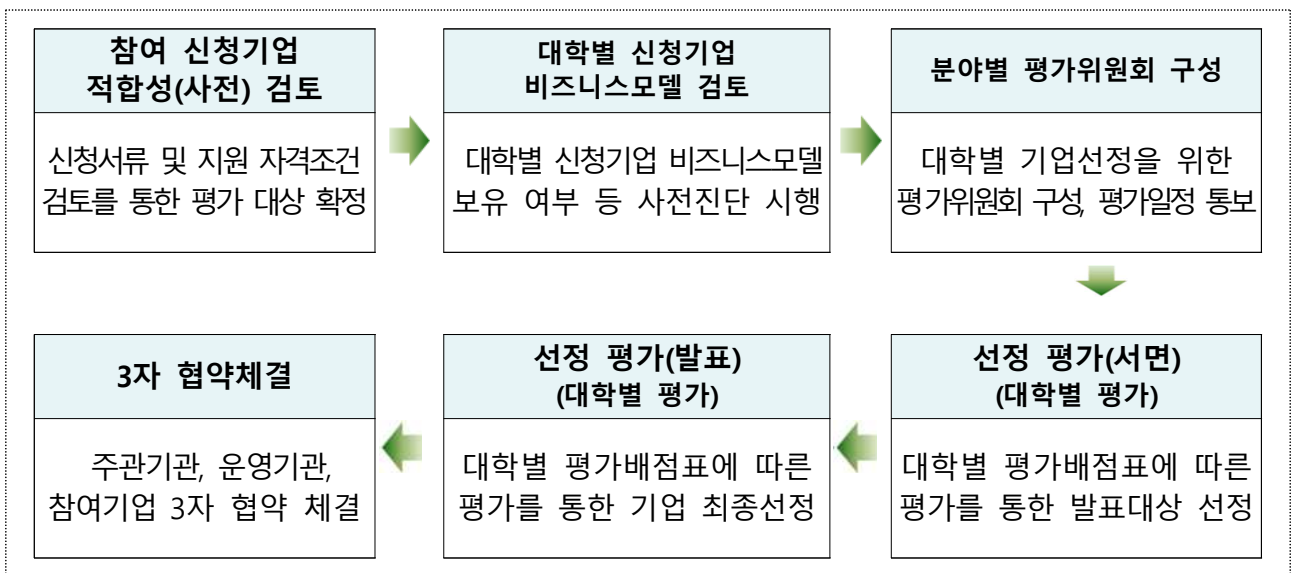 참여 신청기업
적합성(사전) 검토
신청서류 및 지원 자격조건
검토를 통한 평가 대상 확정
대학별 신청기업
비즈니스모델 검토
대학별 신청기업 비즈니스모델
보유 여부 등 사전진단 시행
분야별 평가위원회 구성
대학별 기업선정을 위한
평가위원회 구성, 평가일정 통보
선정 평가(서면)
(대학별 평가)
대학별 평가배점표에 따른
평가를 통한 발표대상 선정
선정 평가(발표)
(대학별 평가)
대학별 평가배점표에 따른
평가를 통한 기업 최종선정
3자 협약체결
주관기관, 운영기관,
참여기업 3자 협약 체결